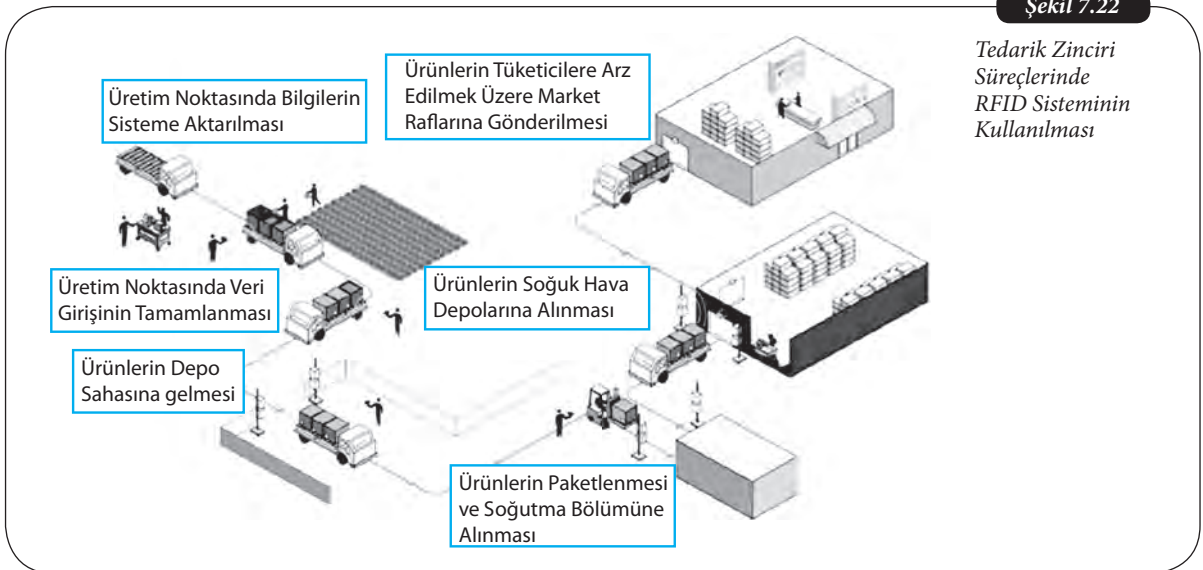 Şekil 7.22
Tedarik Zinciri
Süreçlerinde
RFID Sisteminin
Kullanılması
Üretim Noktasında Bilgilerin
Sisteme Aktarılması
Ürünlerin Tüketicilere Arz
Edilmek Üzere Market
Raflarına Gönderilmesi
Üretim Noktasında Veri
Girişinin Tamamlanması
Ürünlerin Soğuk Hava
Depolarına Alınması
Ürünlerin Depo
Sahasına gelmesi
Ürünlerin Paketlenmesi
ve Soğutma Bölümüne
Alınması